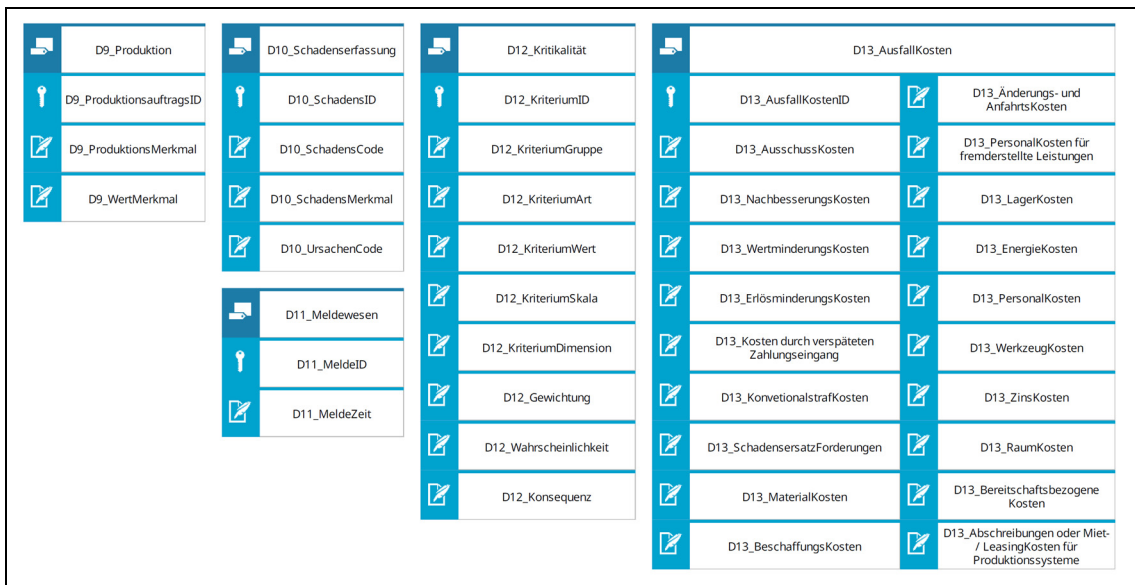 D9_Produktion
D9_ProduktionsauftragsID
D9_ProduktionsMerkmal
D9_WertMerkmal
D10_Schadenserfassung
D10_SchadensID
D10_SchadensCode
D10_SchadensMerkmal
D10_UrsachenCode
D11_Meldewesen
D11_MeldeID
D11_MeldeZeit
D12_Kritikalität
D12_KriteriumID
D12_KriteriumGruppe
D12_KriteriumArt
D12_KriteriumWert
D12_KriteriumSkala
D12_KriteriumDimension
D12_Gewichtung
D12_Wahrscheinlichkeit
D12_Konsequenz
D13_AusfallKosten
D13_AusfallKostenID
D13_AusschussKosten
D13_NachbesserungsKosten
D13_WertminderungsKosten
D13_ErlösminderungsKosten
D13_Kosten durch verspäteten
Zahlungseingang
D13_KonvetionalstrafKosten
D13_SchadensersatzForderungen
D13_MaterialKosten
D13_BeschaffungsKosten
D13_Änderungs- und
AnfahrtsKosten
D13_PersonalKosten für
fremderstellte Leistungen
D13_LagerKosten
D13_EnergieKosten
D13_PersonalKosten
D13_WerkzeugKosten
D13_ZinsKosten
D13_RaumKosten
D13_Bereitschaftsbezogene
Kosten
D13_Abschreibungen oder Miet-
/ LeasingKosten für
Produktionssysteme